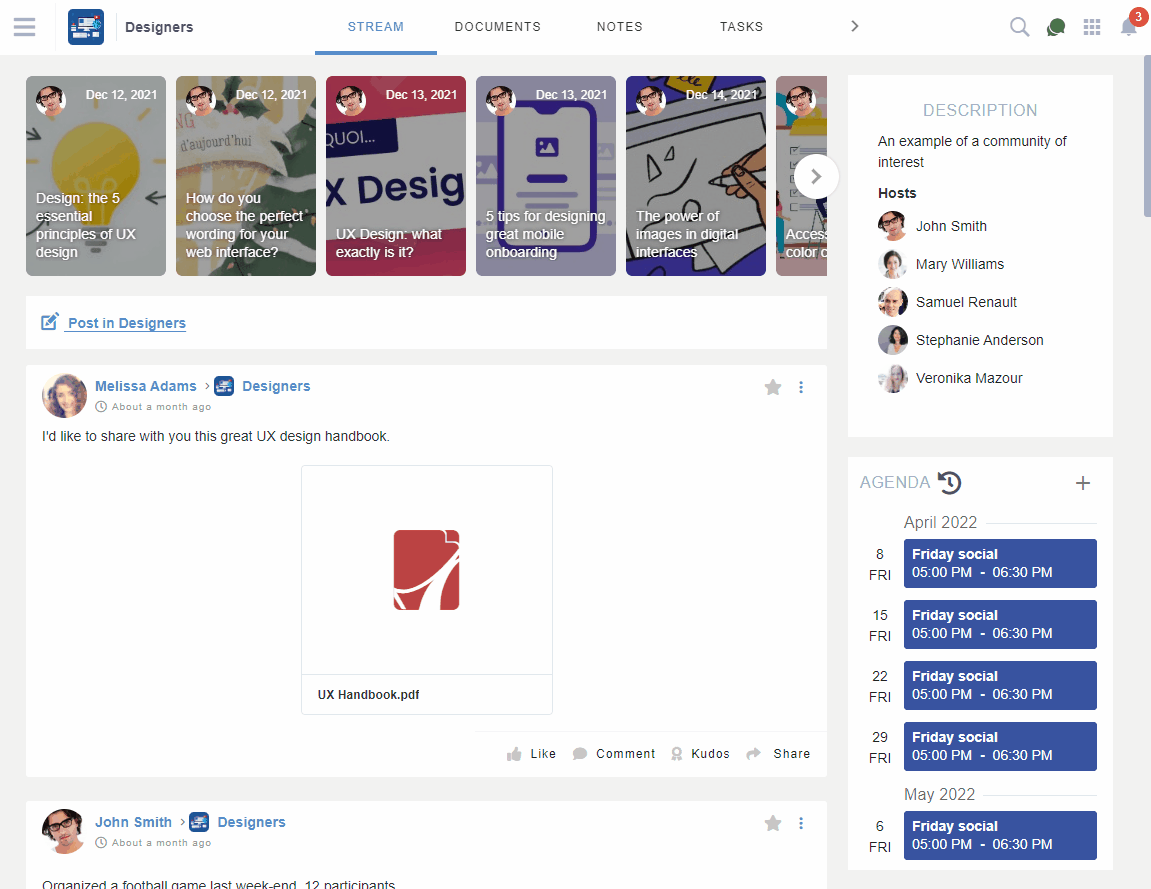 Designers
STREAM
DOCUMENTS
NOTES
TASKS
3
Dec 12, 2021
d'aujourd'hui
Design: the 5
essential
principles of UX
design
Dec 12, 2021
How do you
choose the perfect
wording for your
web interface?
Dec 13, 2021
QUOI...
X Desig
UX Design: what
exactly is it?
Dec 13, 2021
5 tips for designing
great mobile
onboarding
Dec 14, 2021
The power of
images in digital
interfaces
Acces
color c
Post in Designers
Melissa Adams
Designers
About a month ago
I'd like to share with you this great UX design handbook.
UX Handbook.pdf
Like
Comment
Kudos
Share
John Smith
Designers
About a month ago
Organized a football game last week-end, 12 participants
DESCRIPTION
An example of a community of
interest
Hosts
John Smith
Mary Williams
Samuel Renault
Stephanie Anderson
Veronika Mazour
AGENDA
April 2022
8 Friday social
FRI 05:00 PM - 06:30 PM
15 Friday social
FRI 05:00 PM - 06:30 PM
22 Friday social
FRI 05:00 PM - 06:30 PM
29 Friday social
FRI 05:00 PM - 06:30 PM
May 2022
6 Friday social
FRI 05:00 PM - 06:30 PM